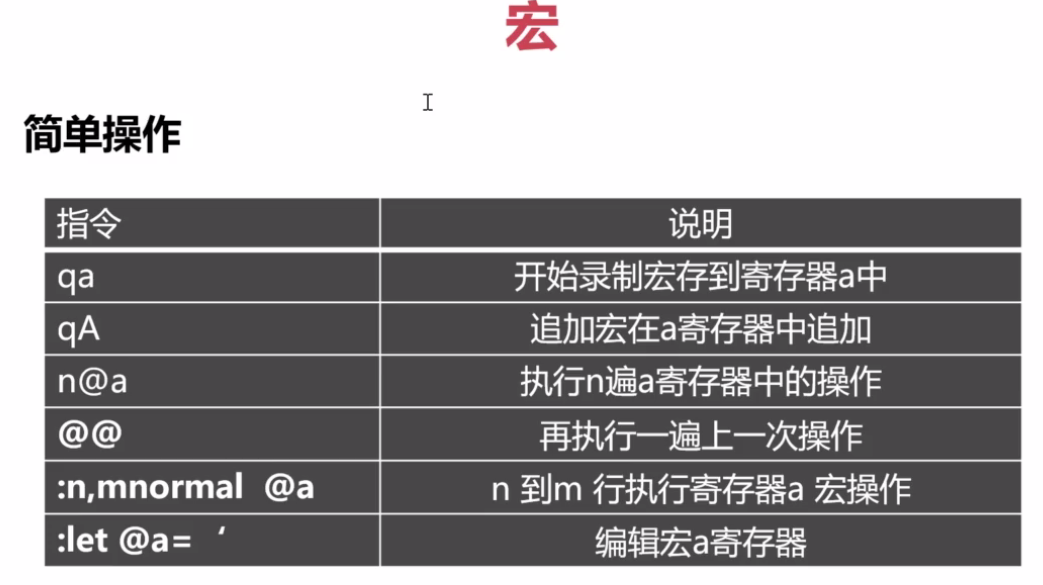 宏
简单操作
指令 说明
qa 开始录制宏存到寄存器a中
qA 追加宏在a寄存器中追加
n@a 执行n遍a寄存器中的操作
@@ 再执行一遍上一次操作
:n,mnormal @a n 到m 行执行寄存器a 宏操作
:let @a= ‘ 编辑宏a寄存器